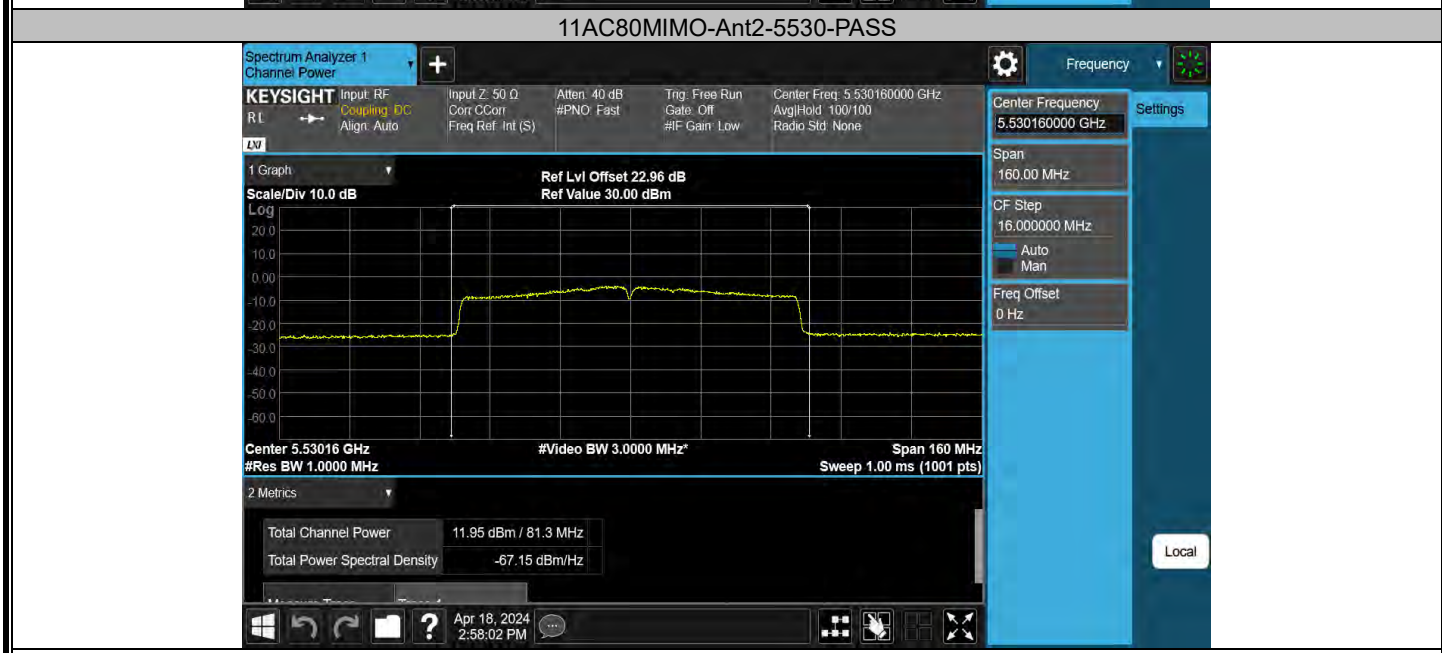 11AC80MIMO-Ant2-5530-PASS
Spectrum Analyzer 1
Channel Power
Frequency
KEYSIGHT
RL
LXI
Input: RF
Coupling: DC
Align: Auto
Input Z: 50 Ω
Corr CCorr
Freq Ref: Int (S)
Atten: 40 dB
#PNO: Fast
Trig: Free Run
Gate: Off
#IF Gain: Low
Center Freq: 5.530160000 GHz
Avg|Hold: 100/100
Radio Std: None
Center Frequency
5.530160000 GHz
Settings
Span
160.00 MHz
CF Step
16.000000 MHz
Auto
Man
Freq Offset
0 Hz
Local
1 Graph
Scale/Div 10.0 dB
Ref Lvl Offset 22.96 dB
Ref Value 30.00 dBm
Log
20.0
10.0
0.00
-10.0
-20.0
-30.0
-40.0
-50.0
-60.0
Center 5.53016 GHz
#Video BW 3.0000 MHz*
Span 160 MHz
#Res BW 1.0000 MHz
Sweep 1.00 ms (1001 pts)
2 Metrics
Total Channel Power 11.95 dBm / 81.3 MHz
Total Power Spectral Density -67.15 dBm/Hz
?
Apr 18, 2024
2:58:02 PM